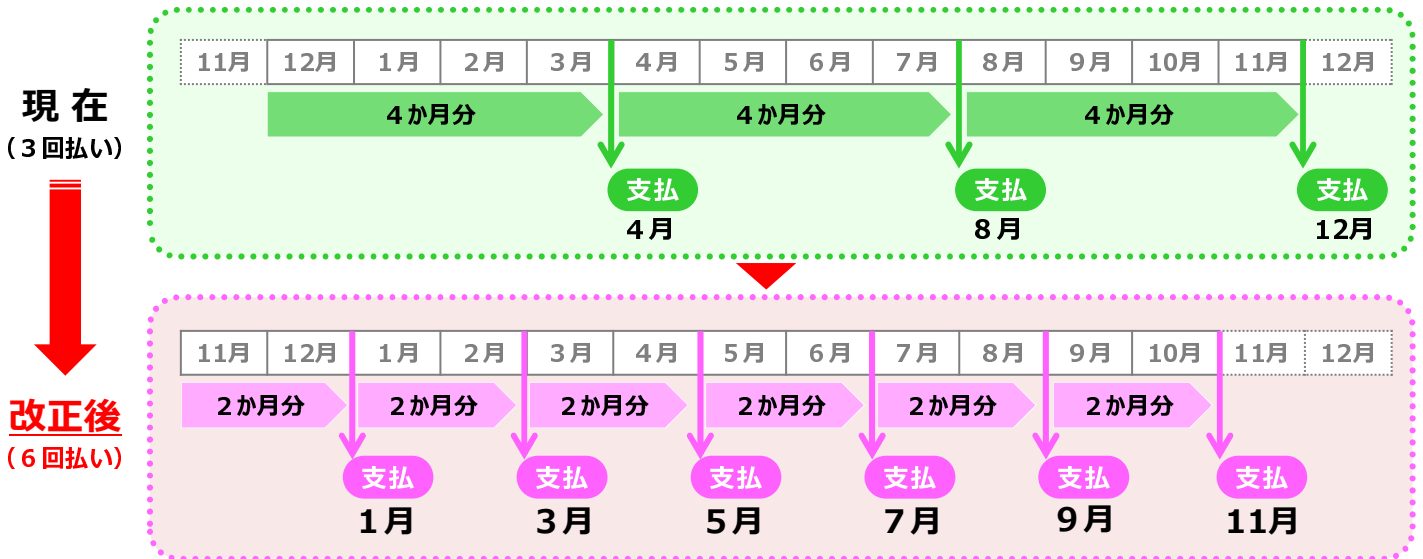 現 在
（３回払い）
11月 12月 １月 ２月 ３月 ４月 ５月 ６月 ７月 ８月 ９月 10月 11月 12月
４か月分 ４か月分 ４か月分
支払 支払 支払
４月 ８月 12月
改正後
（６回払い）
11月 12月 １月 ２月 ３月 ４月 ５月 ６月 ７月 ８月 ９月 10月 11月 12月
２か月分 ２か月分 ２か月分 ２か月分 ２か月分 ２か月分
支払 支払 支払 支払 支払 支払
１月 ３月 ５月 ７月 ９月 11月